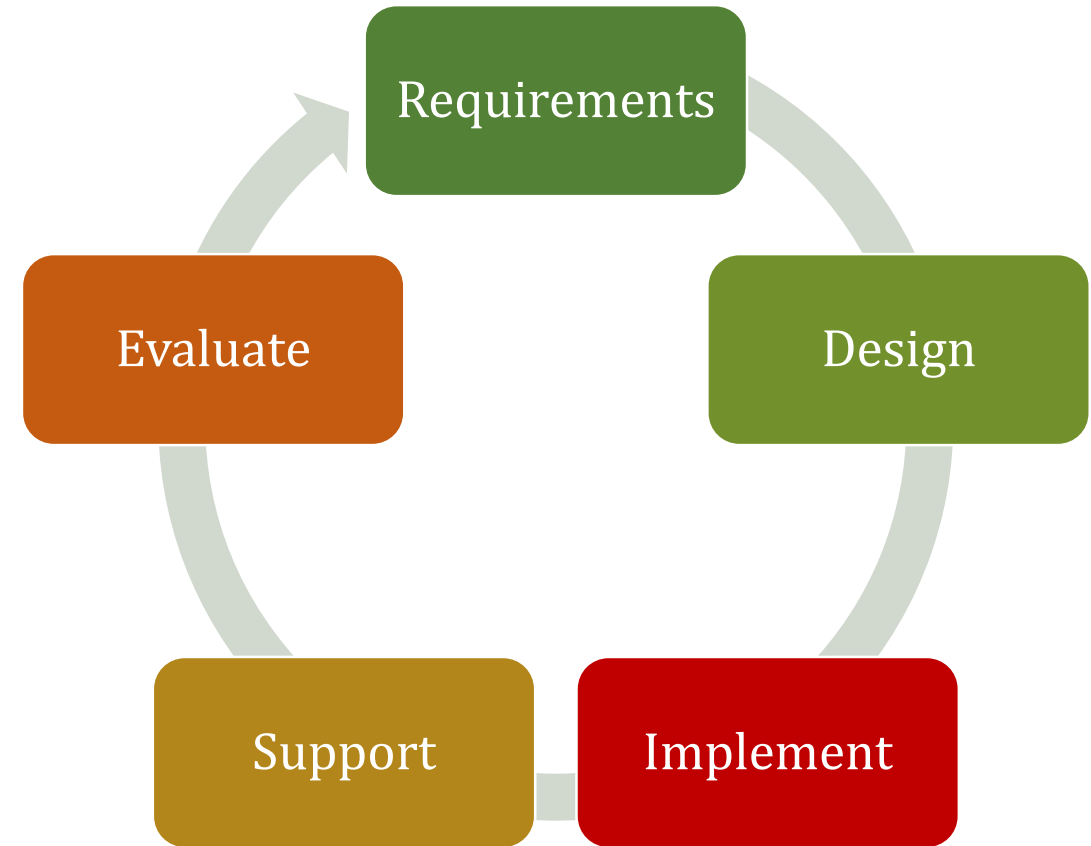 Requirements
Design
Implement
Support
Evaluate